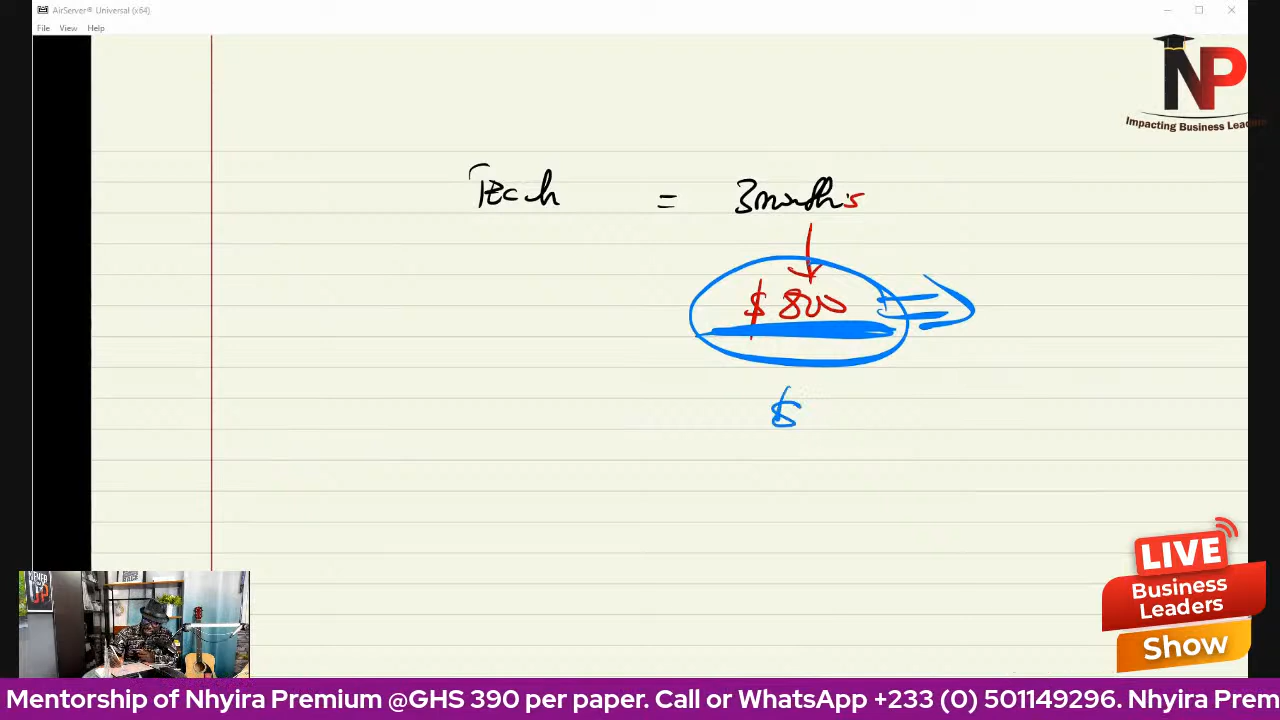 AirServer® Universal (x64)
File View Help
NP
Impacting Business Leaders
Tech = 3months
$ 800
$
LIVE
Business
Leaders
Show
Mentorship of Nhyira Premium @GHS 390 per paper. Call or WhatsApp +233 (0) 501149296. Nhyira Prem